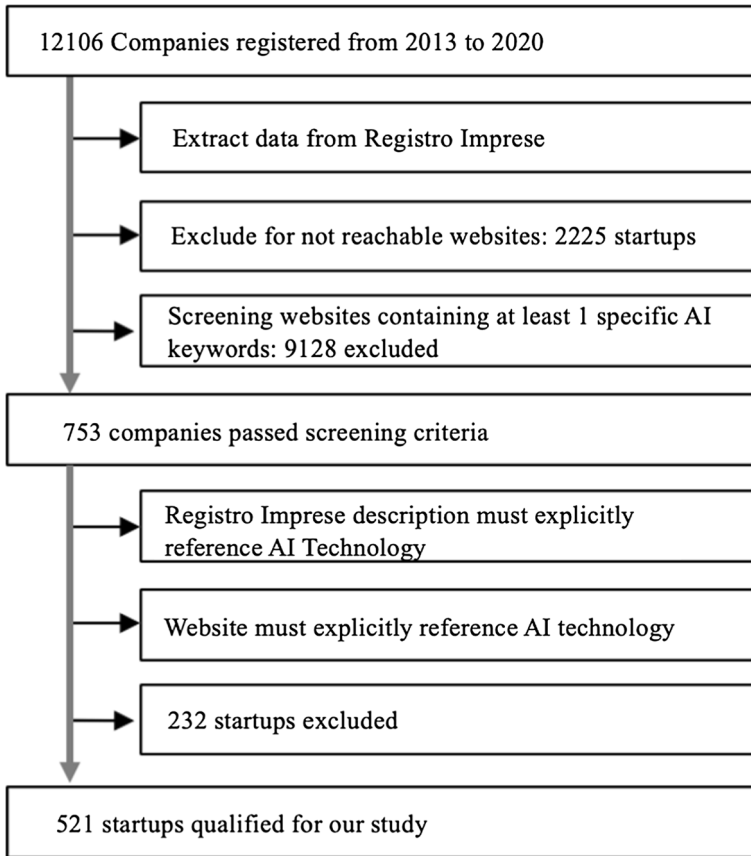 12106 Companies registered from 2013 to 2020
Extract data from Registro Imprese
Exclude for not reachable websites: 2225 startups
Screening websites containing at least 1 specific AI
keywords: 9128 excluded
753 companies passed screening criteria
Registro Imprese description must explicitly
reference AI Technology
Website must explicitly reference AI technology
232 startups excluded
521 startups qualified for our study